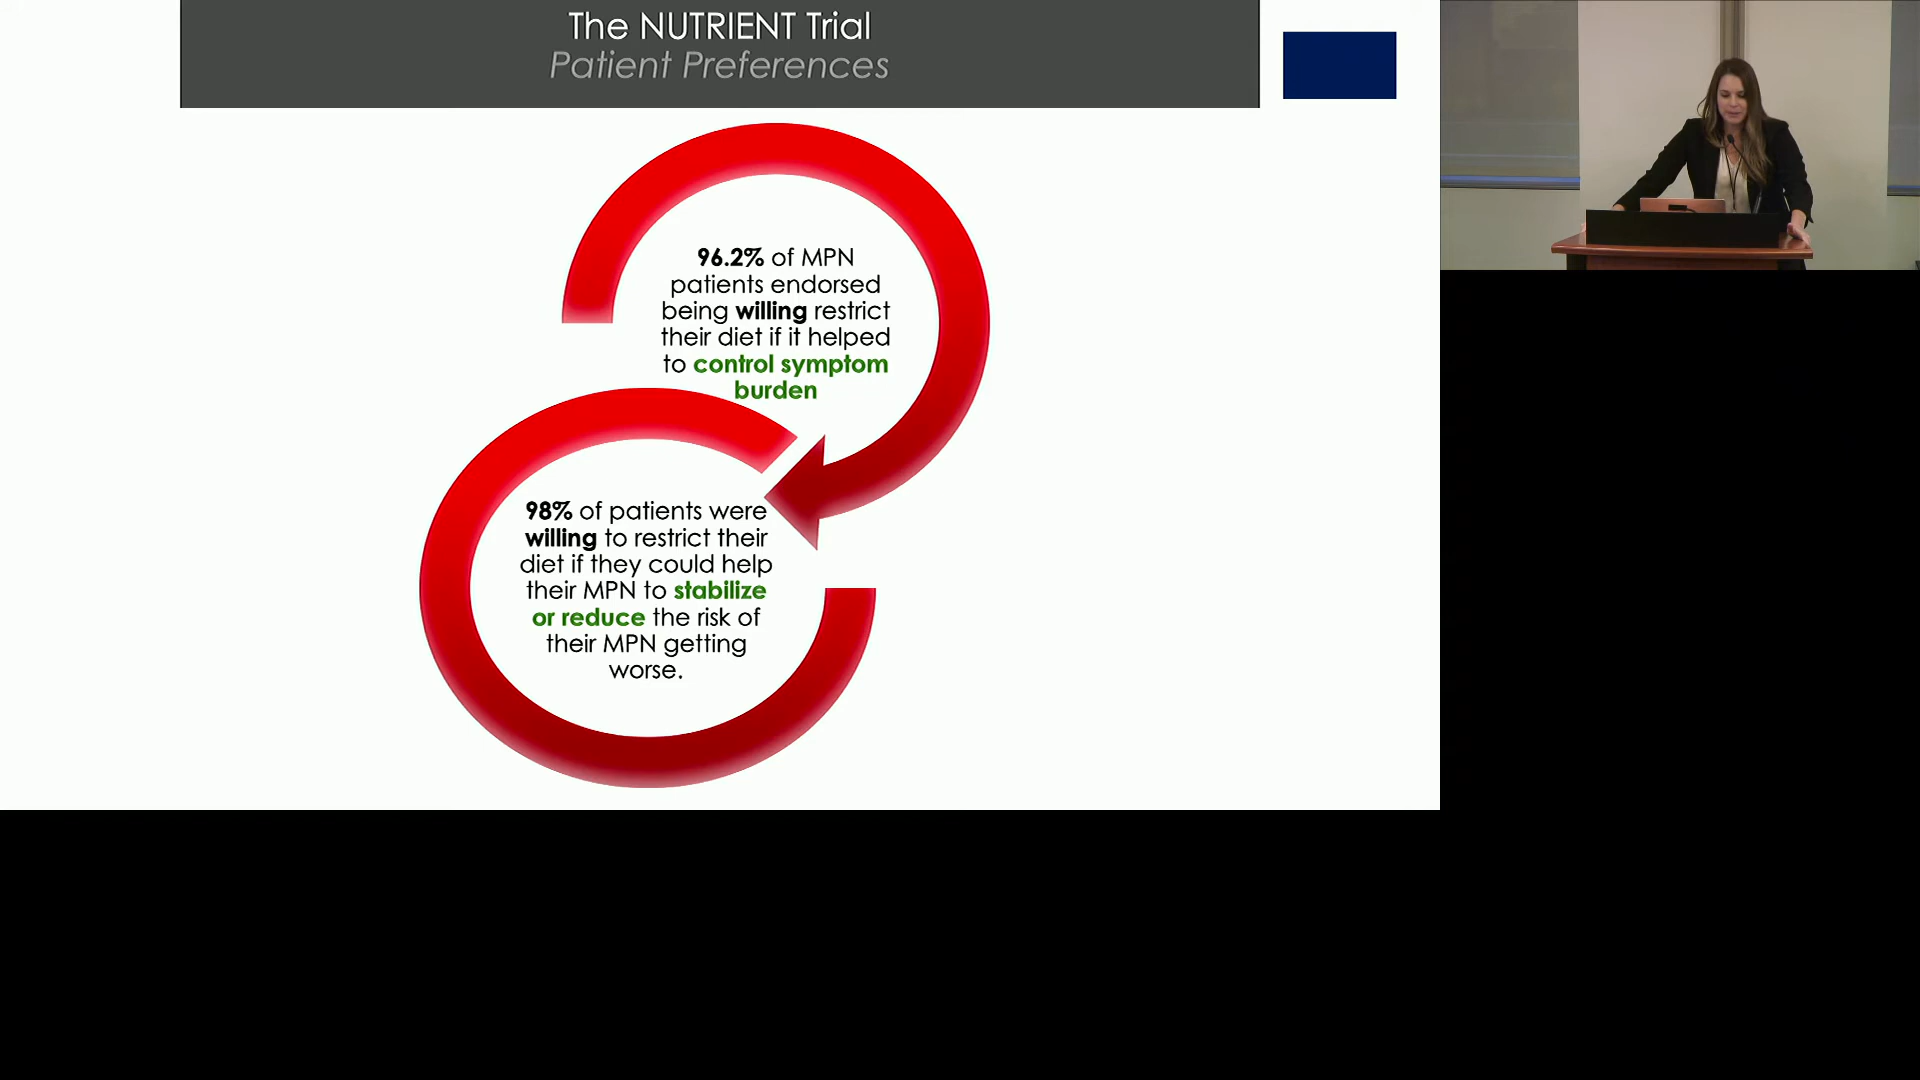 The NUTRIENT Trial
Patient Preferences
96.2% of MPN
patients endorsed
being willing restrict
their diet if it helped
to control symptom
burden
98% of patients were
willing to restrict their
diet if they could help
their MPN to stabilize
or reduce the risk of
their MPN getting
worse.